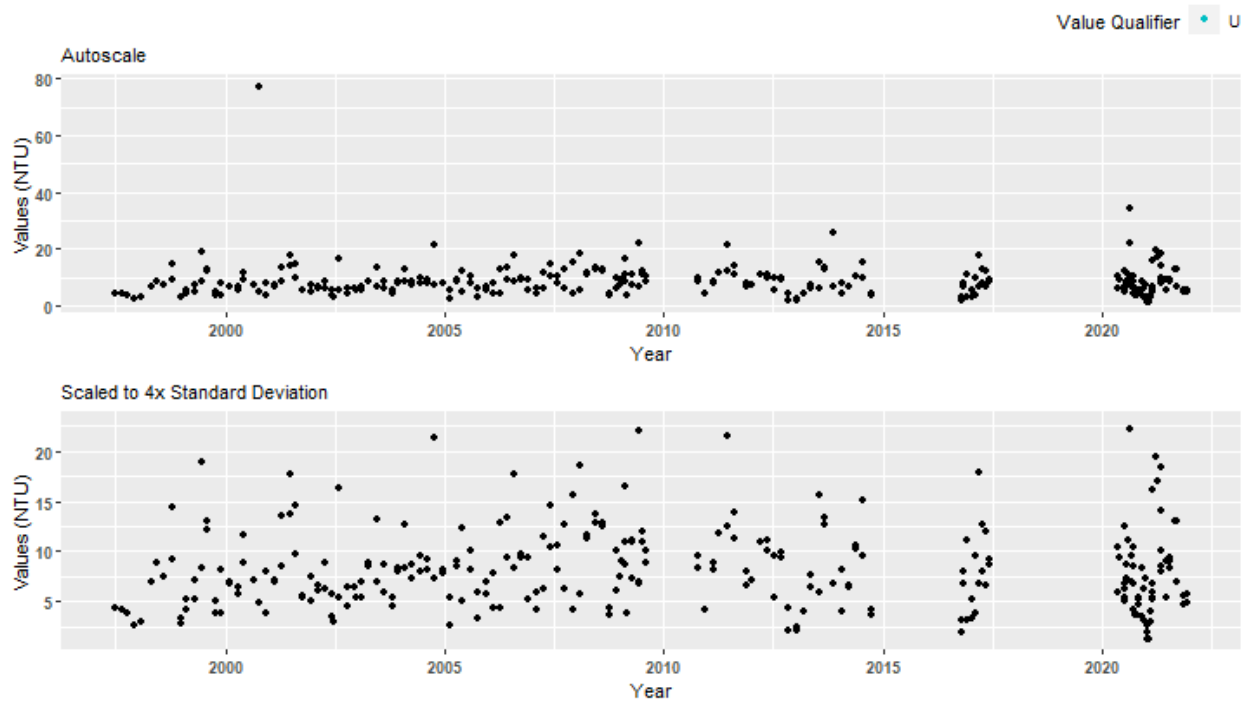 Value Qualifier U
Autoscale
Values (NTU)
80
60
40
20
0
2000 2005 2010 2015 2020
Year
Scaled to 4x Standard Deviation
Values (NTU)
20
15
10
5
2000 2005 2010 2015 2020
Year